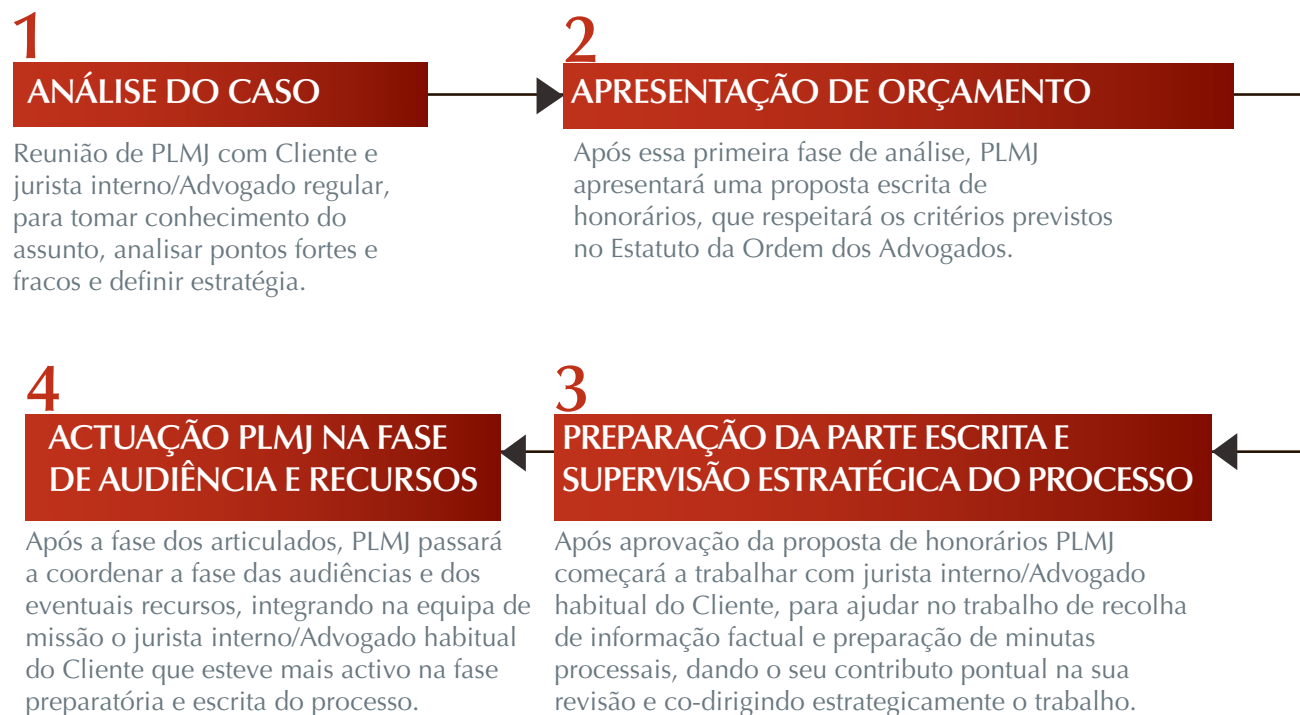 1
ANÁLISE DO CASO
Reunião de PLMJ com Cliente e
jurista interno/Advogado regular,
para tomar conhecimento do
assunto, analisar pontos fortes e
fracos e definir estratégia.
2
APRESENTAÇÃO DE ORÇAMENTO
Após essa primeira fase de análise, PLMJ
apresentará uma proposta escrita de
honorários, que respeitará os critérios previstos
no Estatuto da Ordem dos Advogados.
3
PREPARAÇÃO DA PARTE ESCRITA E
SUPERVISÃO ESTRATÉGICA DO PROCESSO
Após aprovação da proposta de honorários PLMJ
começará a trabalhar com jurista interno/Advogado
habitual do Cliente, para ajudar no trabalho de recolha
de informação factual e preparação de minutas
processais, dando o seu contributo pontual na sua
revisão e co-dirigindo estrategicamente o trabalho.
4
ACTUAÇÃO PLMJ NA FASE
DE AUDIÊNCIA E RECURSOS
Após a fase dos articulados, PLMJ passará
a coordenar a fase das audiências e dos
eventuais recursos, integrando na equipa de
missão o jurista interno/Advogado habitual
do Cliente que esteve mais activo na fase
preparatória e escrita do processo.